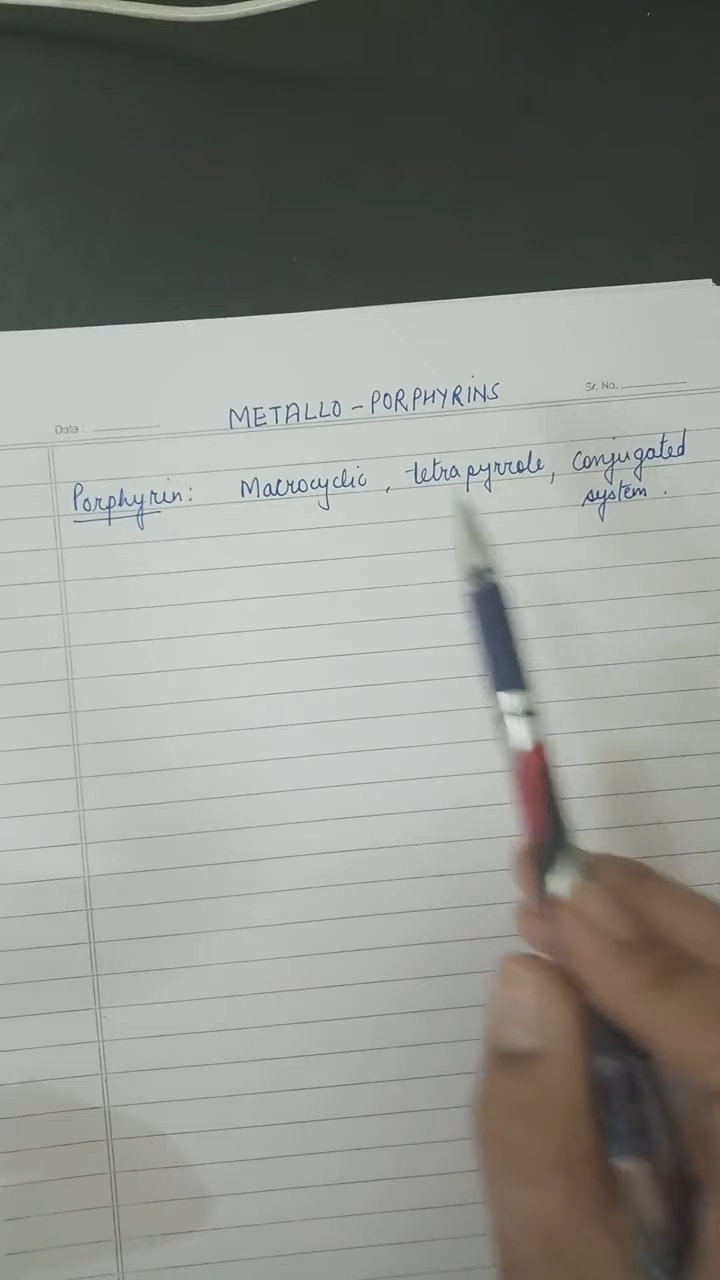 METALLO - PORPHYRINS
Sr. No.
Date :
Porphyrin: Macrocyclic, tetrapyrrole, Conjugated
system.